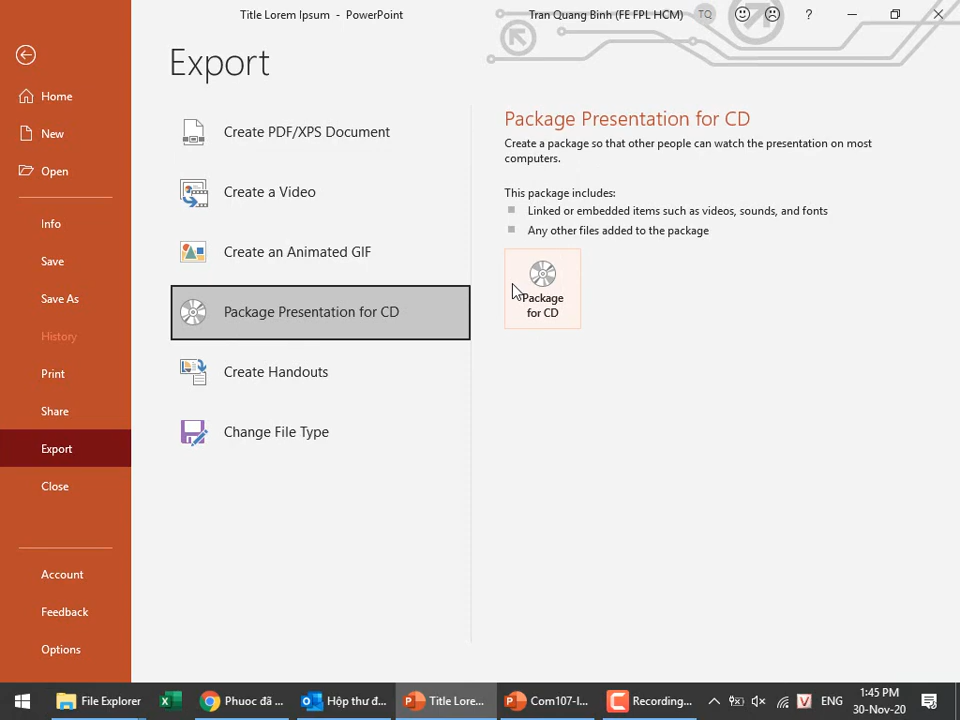 Title Lorem Ipsum - PowerPoint
Tran Quang Binh (FE FPL HCM)
TQ
?
Export
Home
New
Open
Info
Save
Save As
History
Print
Share
Export
Close
Account
Feedback
Options
Create PDF/XPS Document
Create a Video
Create an Animated GIF
Package Presentation for CD
Create Handouts
Change File Type
Package Presentation for CD
Create a package so that other people can watch the presentation on most
computers.
This package includes:
Linked or embedded items such as videos, sounds, and fonts
Any other files added to the package
Package
for CD
File Explorer
Phuoc đã ...
Hộp thư đ...
Title Lore...
Com107-I...
Recording...
ENG
1:45 PM
30-Nov-20